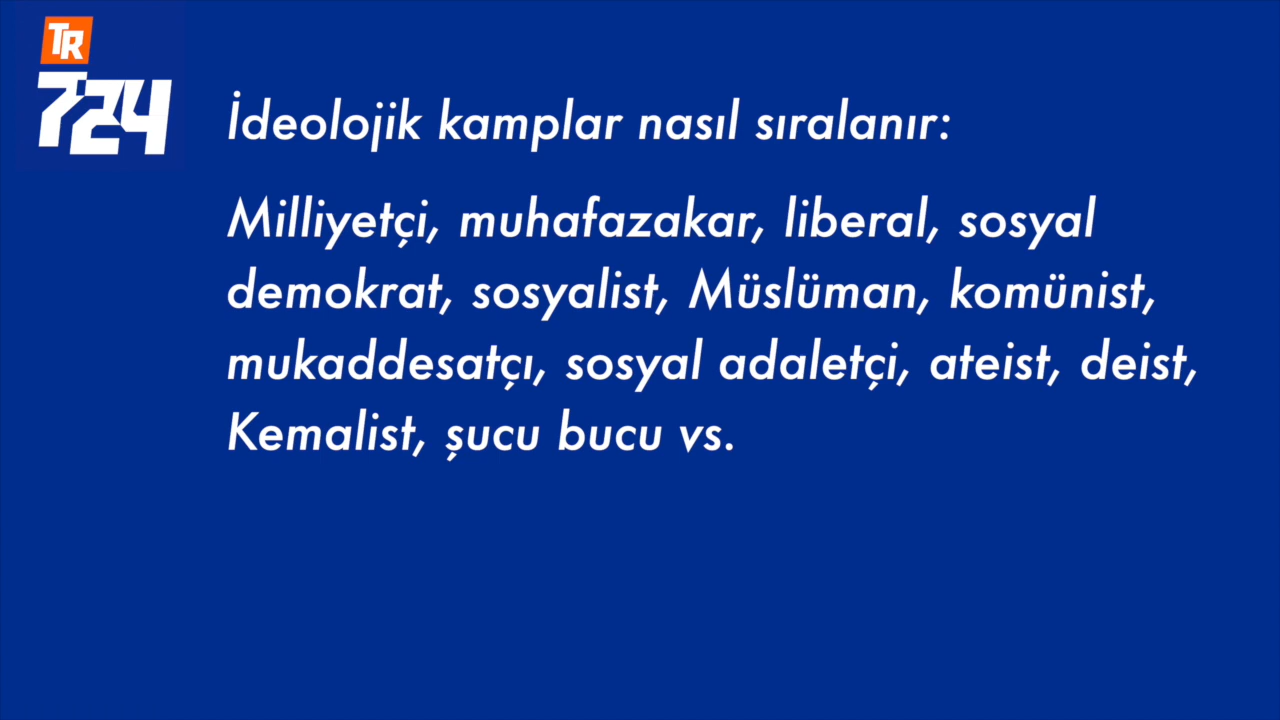 TR
724
İdeolojik kamplar nasıl sıralanır:
Milliyetçi, muhafazakar, liberal, sosyal
demokrat, sosyalist, Müslüman, komünist,
mukaddesatçı, sosyal adaletçi, ateist, deist,
Kemalist, şucu bucu vs.